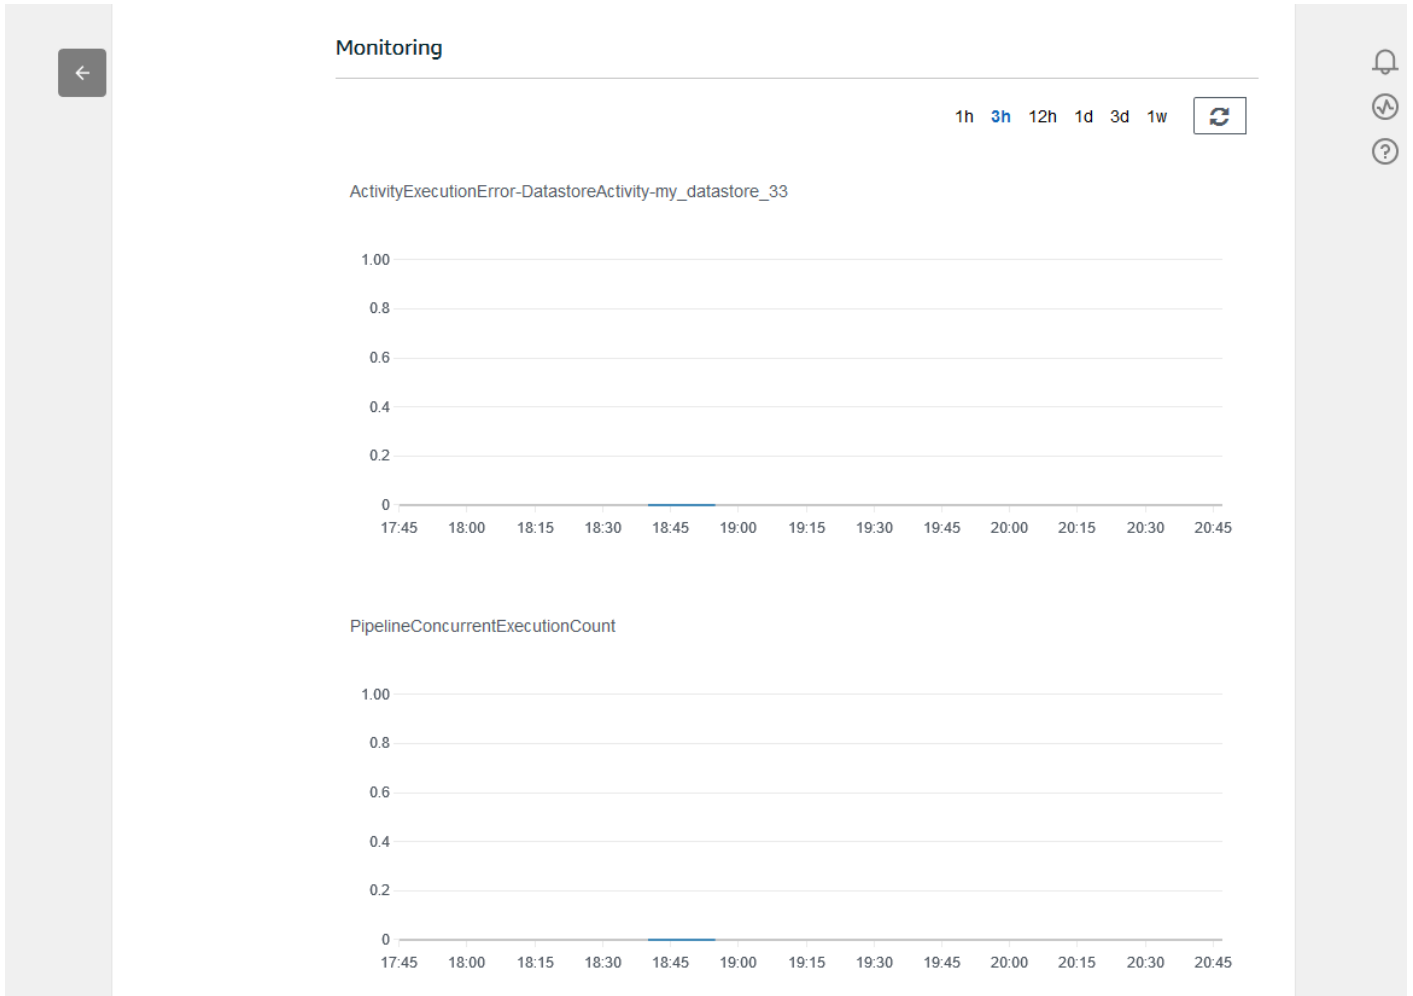 Monitoring
1h 3h 12h 1d 3d 1w
ActivityExecutionError-DatastoreActivity-my_datastore_33
1.00
0.8
0.6
0.4
0.2
0
17:45 18:00 18:15 18:30 18:45 19:00 19:15 19:30 19:45 20:00 20:15 20:30 20:45
PipelineConcurrentExecutionCount
1.00
0.8
0.6
0.4
0.2
0
17:45 18:00 18:15 18:30 18:45 19:00 19:15 19:30 19:45 20:00 20:15 20:30 20:45